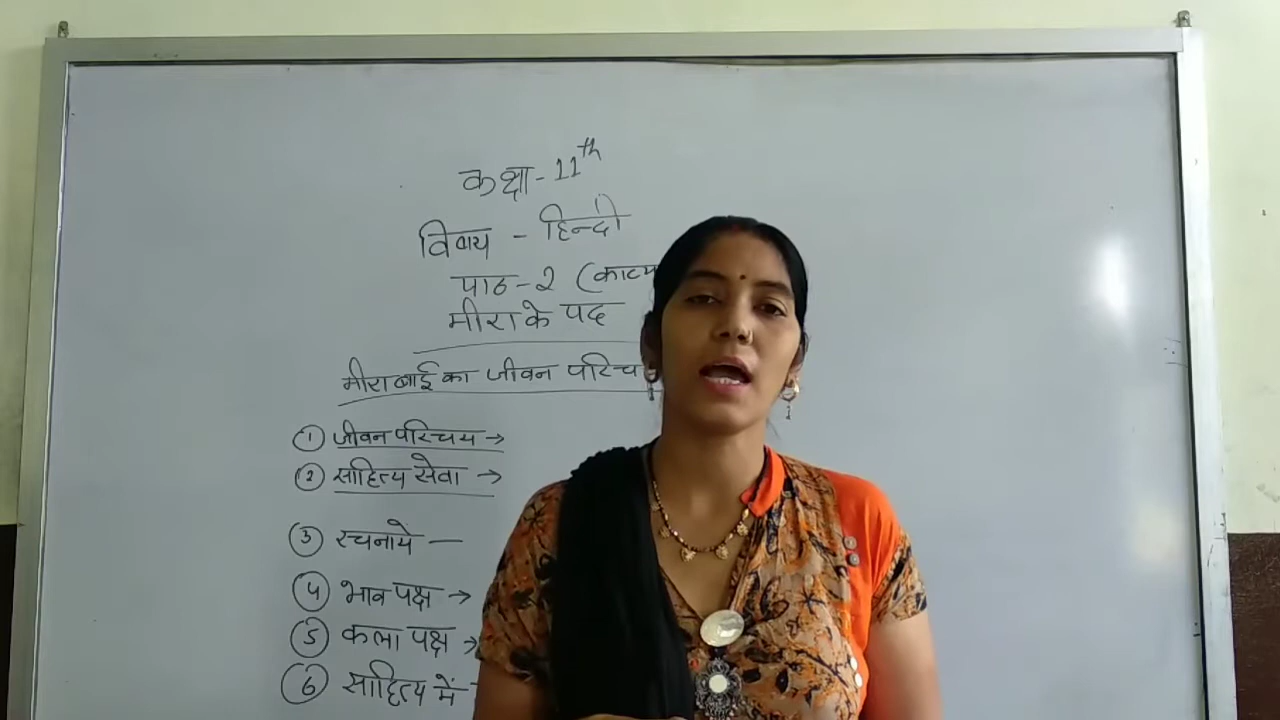 कक्षा - 11th
विषय - हिन्दी
पाठ-2 (काव्य
मीरा के पद
मीरा बाई का जीवन परिच
① जीवन परिचय →
② साहित्य सेवा →
③ रचनाये —
④ भाव पक्ष →
⑤ कला पक्ष →
⑥ साहित्य में -